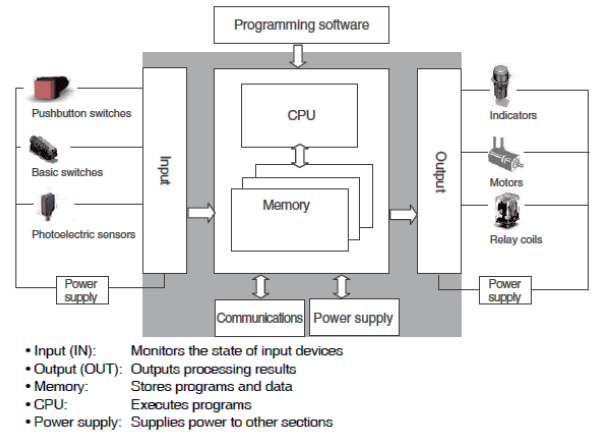 Programming software
Pushbutton switches
Basic switches
Photoelectric sensors
Power
supply
Input
CPU
Memory
Output
Indicators
Motors
Relay coils
Power
supply
Communications
Power supply
• Input (IN): Monitors the state of input devices
• Output (OUT): Outputs processing results
• Memory: Stores programs and data
• CPU: Executes programs
• Power supply: Supplies power to other sections